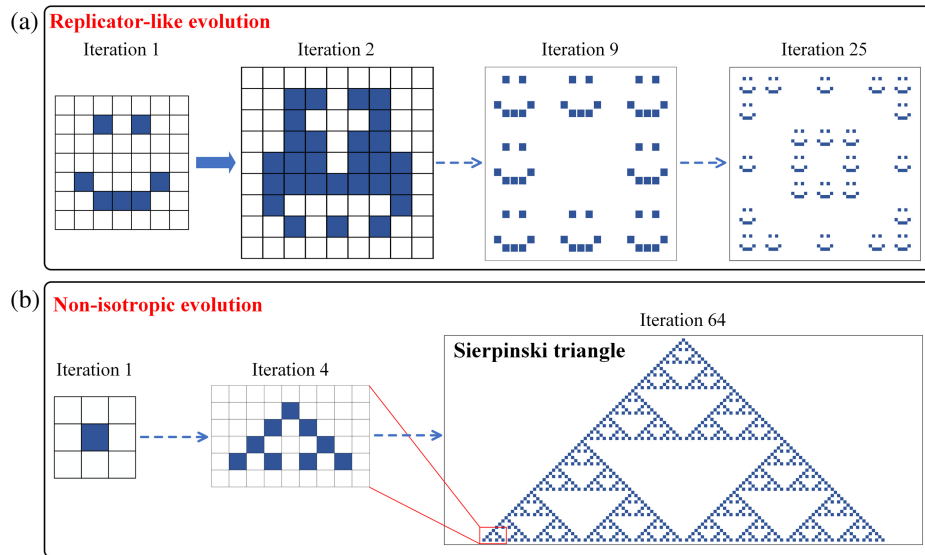 (a)
Replicator-like evolution
Iteration 1
Iteration 2
Iteration 9
Iteration 25
(b)
Non-isotropic evolution
Iteration 64
Sierpinski triangle
Iteration 1
Iteration 4